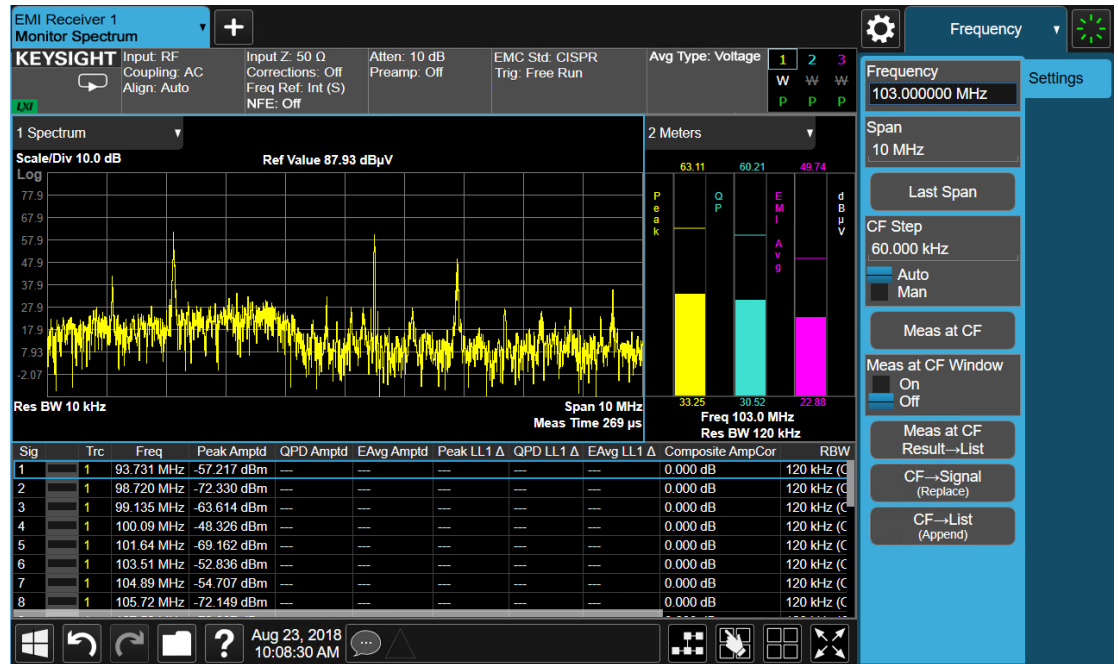 EMI Receiver 1
Monitor Spectrum
+
Frequency
KEYSIGHT
LXI
Input: RF
Coupling: AC
Align: Auto
Input Z: 50 Ω
Corrections: Off
Freq Ref: Int (S)
NFE: Off
Atten: 10 dB
Preamp: Off
EMC Std: CISPR
Trig: Free Run
Avg Type: Voltage
1 2 3
W W W
P P P
1 Spectrum
Scale/Div 10.0 dB
Ref Value 87.93 dBµV
Log
77.9
67.9
57.9
47.9
37.9
27.9
17.9
7.93
-2.07
Res BW 10 kHz
Span 10 MHz
Meas Time 269 µs
2 Meters
63.11 60.21 49.74
Peak
QP
EMI Avg
dBµV
33.25 30.52 22.88
Freq 103.0 MHz
Res BW 120 kHz
Sig Trc Freq Peak Amptd QPD Amptd EAvg Amptd Peak LL1 Δ QPD LL1 Δ EAvg LL1 Δ Composite AmpCor RBW
1 1 93.731 MHz -57.217 dBm --- --- --- --- --- 0.000 dB 120 kHz (C
2 1 98.720 MHz -72.330 dBm --- --- --- --- --- 0.000 dB 120 kHz (C
3 1 99.135 MHz -63.614 dBm --- --- --- --- --- 0.000 dB 120 kHz (C
4 1 100.09 MHz -48.326 dBm --- --- --- --- --- 0.000 dB 120 kHz (C
5 1 101.64 MHz -69.162 dBm --- --- --- --- --- 0.000 dB 120 kHz (C
6 1 103.51 MHz -52.836 dBm --- --- --- --- --- 0.000 dB 120 kHz (C
7 1 104.89 MHz -54.707 dBm --- --- --- --- --- 0.000 dB 120 kHz (C
8 1 105.72 MHz -72.149 dBm --- --- --- --- --- 0.000 dB 120 kHz (C
?
Aug 23, 2018
10:08:30 AM
Frequency
103.000000 MHz
Settings
Span
10 MHz
Last Span
CF Step
60.000 kHz
Auto
Man
Meas at CF
Meas at CF Window
On
Off
Meas at CF
Result→List
CF→Signal
(Replace)
CF→List
(Append)